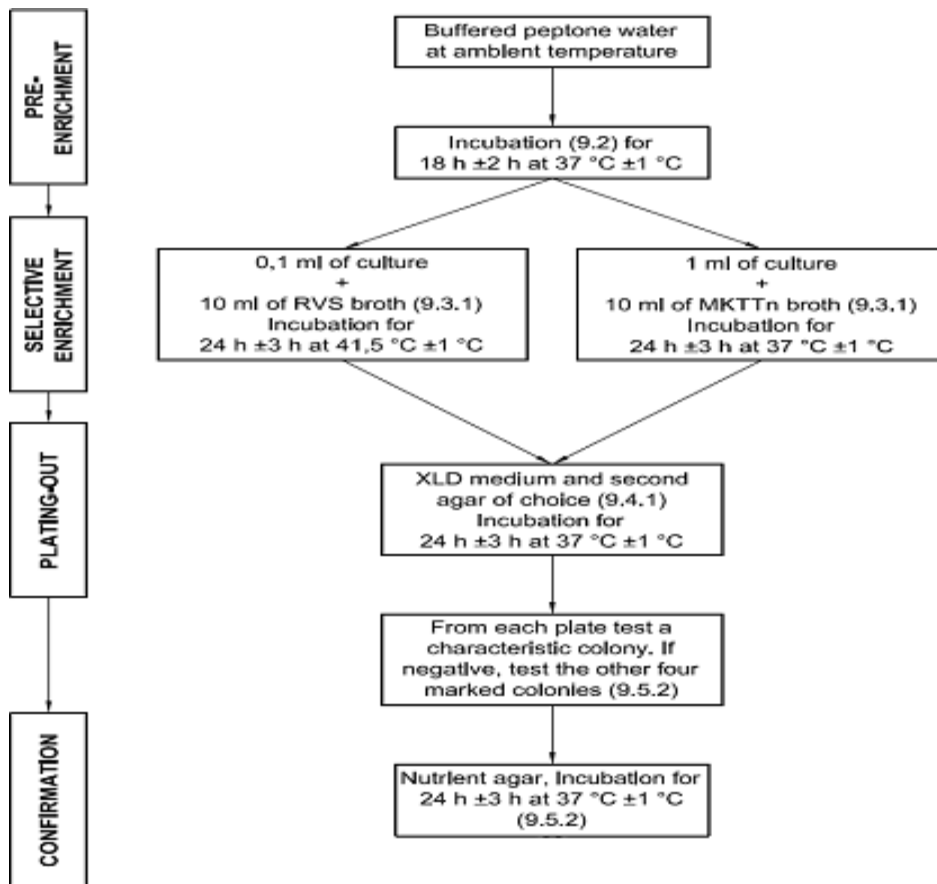 PRE-
ENRICHMENT
Buffered peptone water
at ambient temperature
Incubation (9.2) for
18 h ±2 h at 37 °C ±1 °C
SELECTIVE
ENRICHMENT
0,1 ml of culture
+
10 ml of RVS broth (9.3.1)
Incubation for
24 h ±3 h at 41,5 °C ±1 °C
1 ml of culture
+
10 ml of MKTTn broth (9.3.1)
Incubation for
24 h ±3 h at 37 °C ±1 °C
PLATING-OUT
XLD medium and second
agar of choice (9.4.1)
Incubation for
24 h ±3 h at 37 °C ±1 °C
From each plate test a
characteristic colony. If
negative, test the other four
marked colonies (9.5.2)
CONFIRMATION
Nutrient agar, Incubation for
24 h ±3 h at 37 °C ±1 °C
(9.5.2)